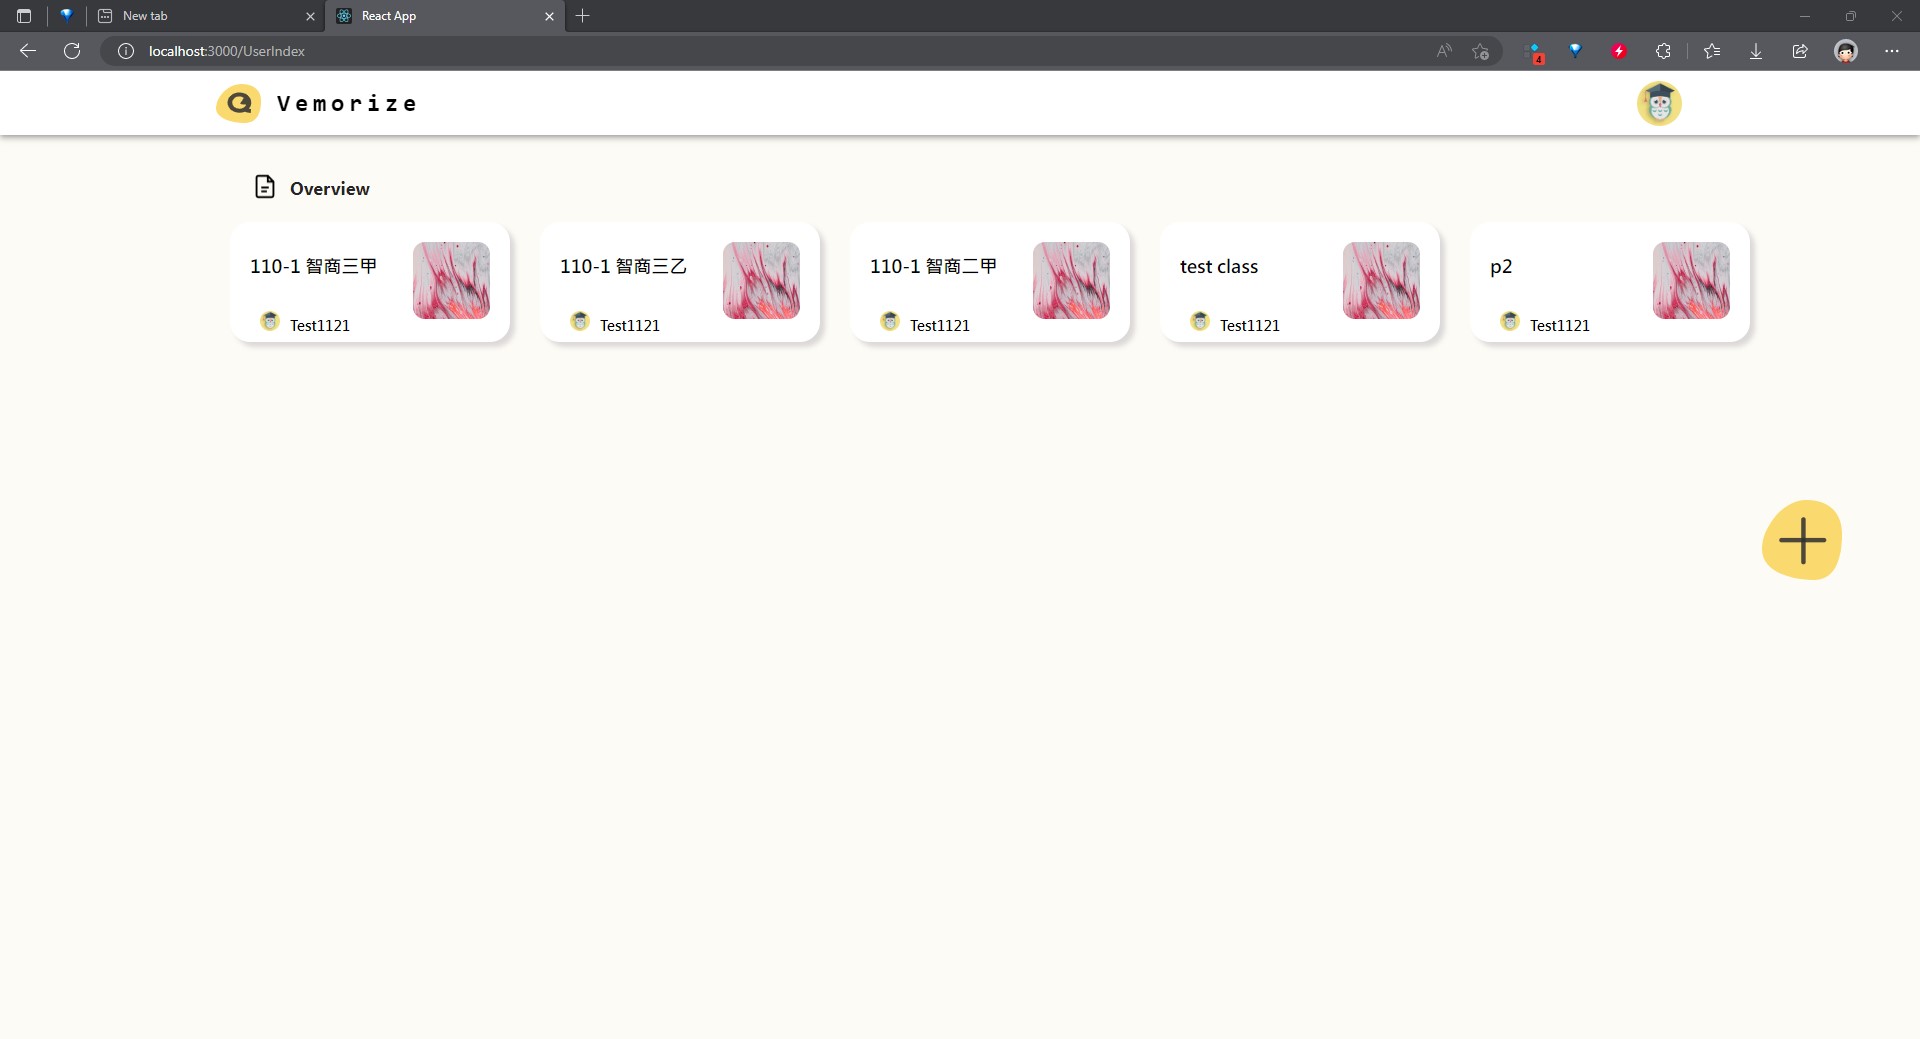 New tab
React App
localhost:3000/UserIndex
4
Vemorize
Overview
110-1 智商三甲
Test1121
110-1 智商三乙
Test1121
110-1 智商二甲
Test1121
test class
Test1121
p2
Test1121